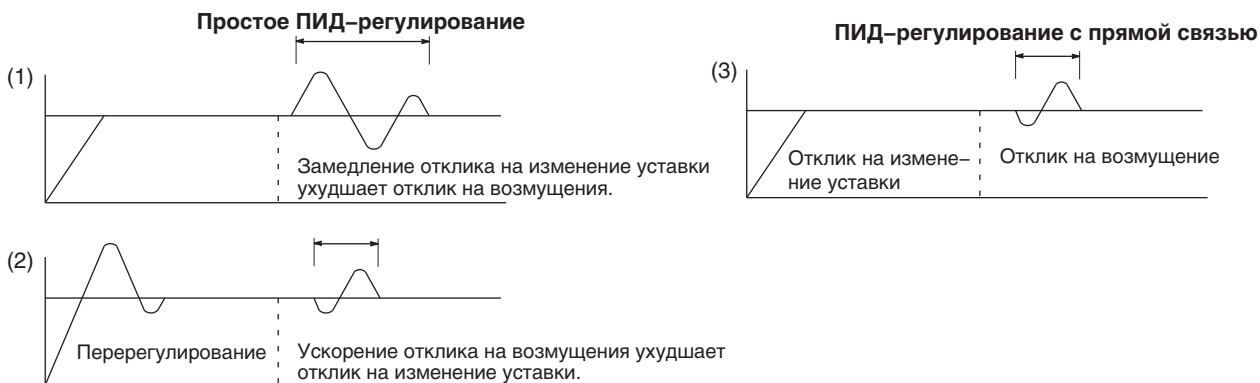 Простое ПИД–регулирование
(1)
Замедление отклика на изменение уставки
ухудшает отклик на возмущения.
(2)
Перерегулирование
Ускорение отклика на возмущения ухудшает
отклик на изменение уставки.
ПИД–регулирование с прямой связью
(3)
Отклик на измене–
ние уставки
Отклик на возмущение